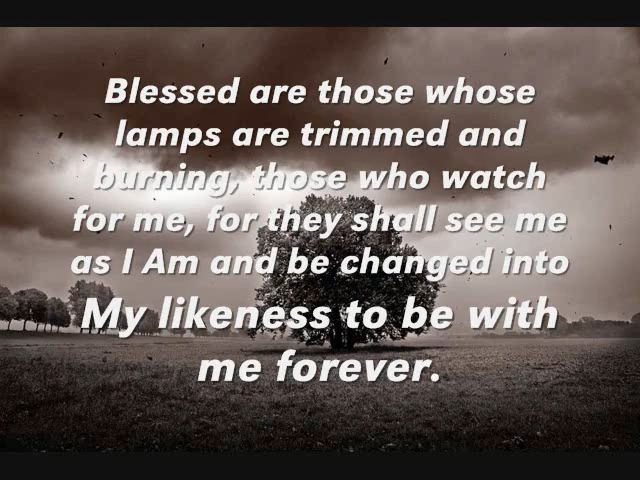 Blessed are those whose
lamps are trimmed and
burning, those who watch
for me, for they shall see me
as I Am and be changed into
My likeness to be with
me forever.